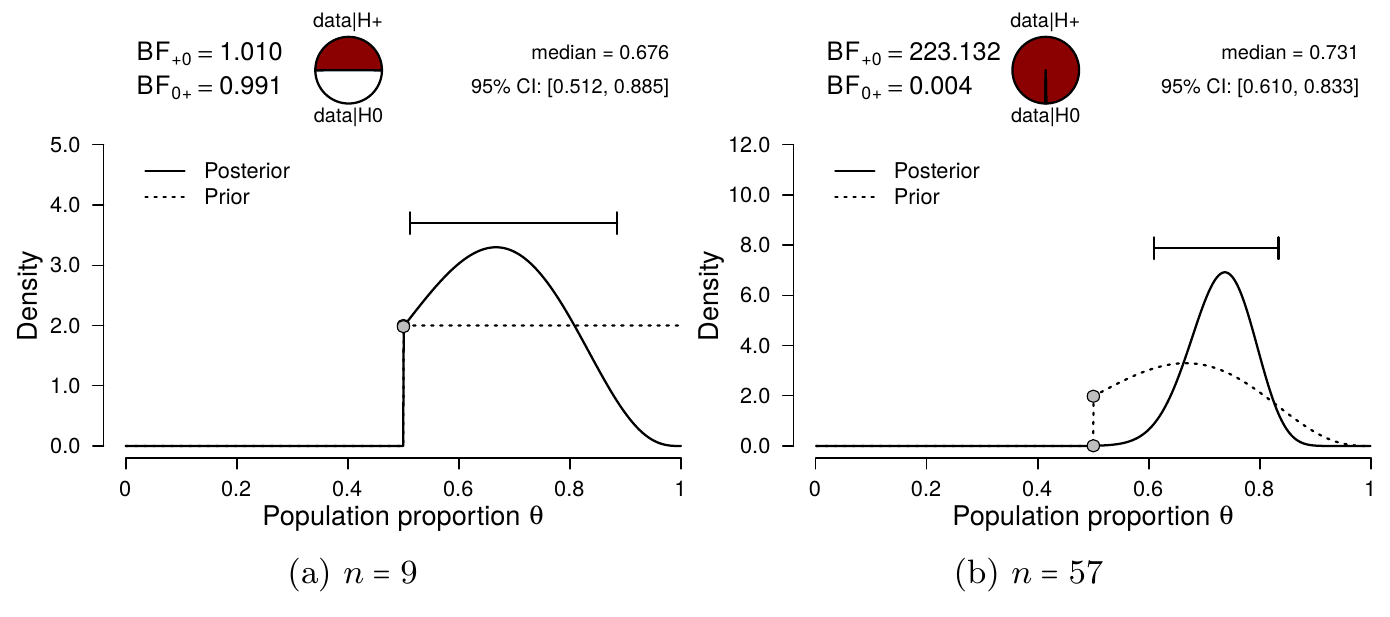 data|H+
BF+0 = 1.010
median = 0.676
BF0+ = 0.991
95% CI: [0.512, 0.885]
data|H0
5.0
4.0
3.0
2.0
1.0
0.0
Density
Posterior
Prior
0 0.2 0.4 0.6 0.8 1
Population proportion θ
(a) n = 9
data|H+
BF+0 = 223.132
median = 0.731
BF0+ = 0.004
95% CI: [0.610, 0.833]
data|H0
12.0
10.0
8.0
6.0
4.0
2.0
0.0
Density
Posterior
Prior
0 0.2 0.4 0.6 0.8 1
Population proportion θ
(b) n = 57